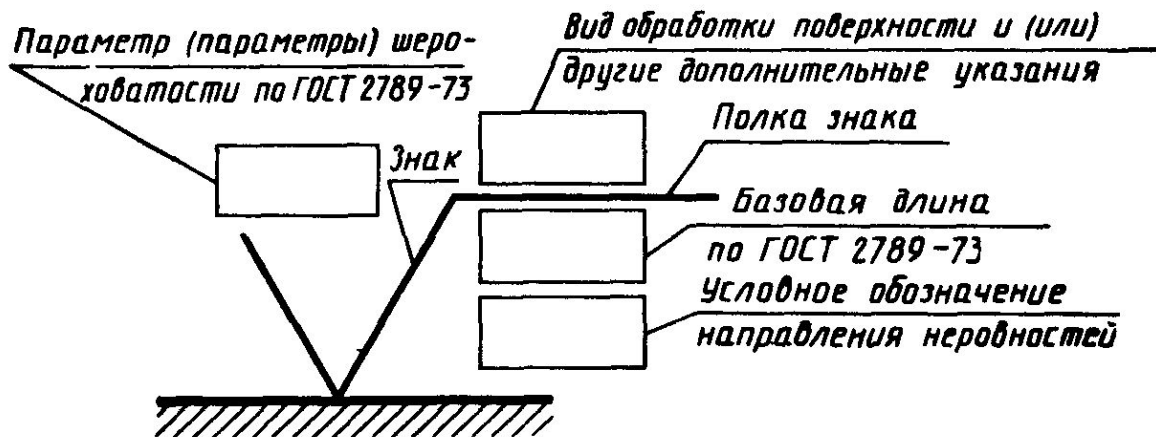 Параметр (параметры) шеро-
ховатости по ГОСТ 2789-73
Вид обработки поверхности и (или)
другие дополнительные указания
Знак
Полка знака
Базовая длина
по ГОСТ 2789-73
Условное обозначение
направления неровностей